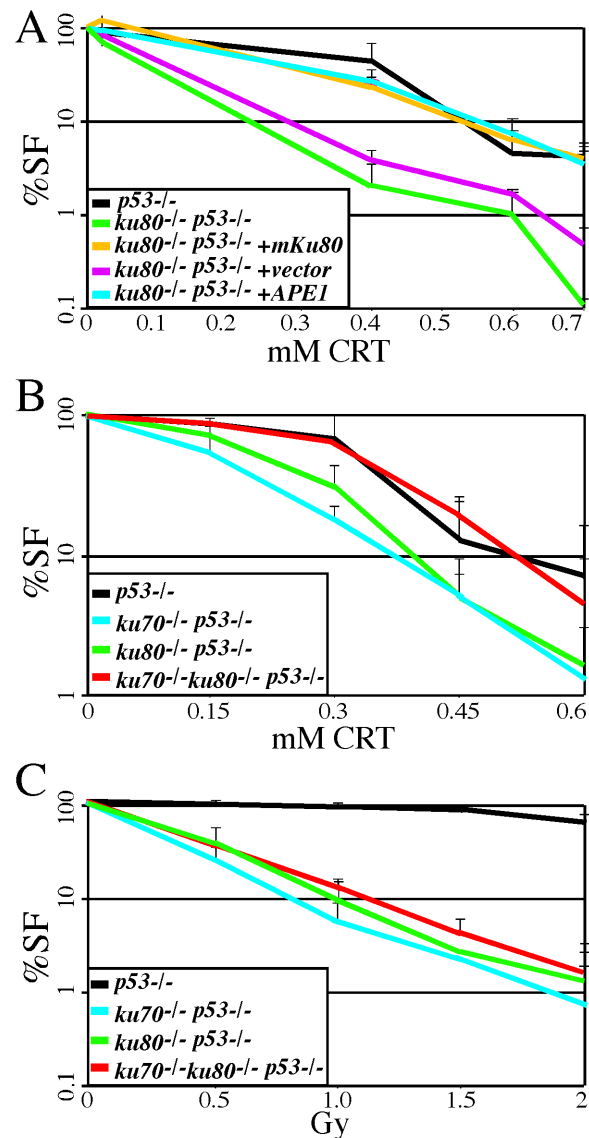 A
100
10
1
0.1
%SF
p53-/-
ku80-/- p53-/-
ku80-/- p53-/- +mKu80
ku80-/- p53-/- +vector
ku80-/- p53-/- +APE1
0 0.1 0.2 0.3 0.4 0.5 0.6 0.7
mM CRT
B
100
10
1
%SF
p53-/-
ku70-/- p53-/-
ku80-/- p53-/-
ku70-/-ku80-/- p53-/-
0 0.15 0.3 0.45 0.6
mM CRT
C
100
10
1
0.1
%SF
p53-/-
ku70-/- p53-/-
ku80-/- p53-/-
ku70-/-ku80-/- p53-/-
0 0.5 1.0 1.5 2
Gy